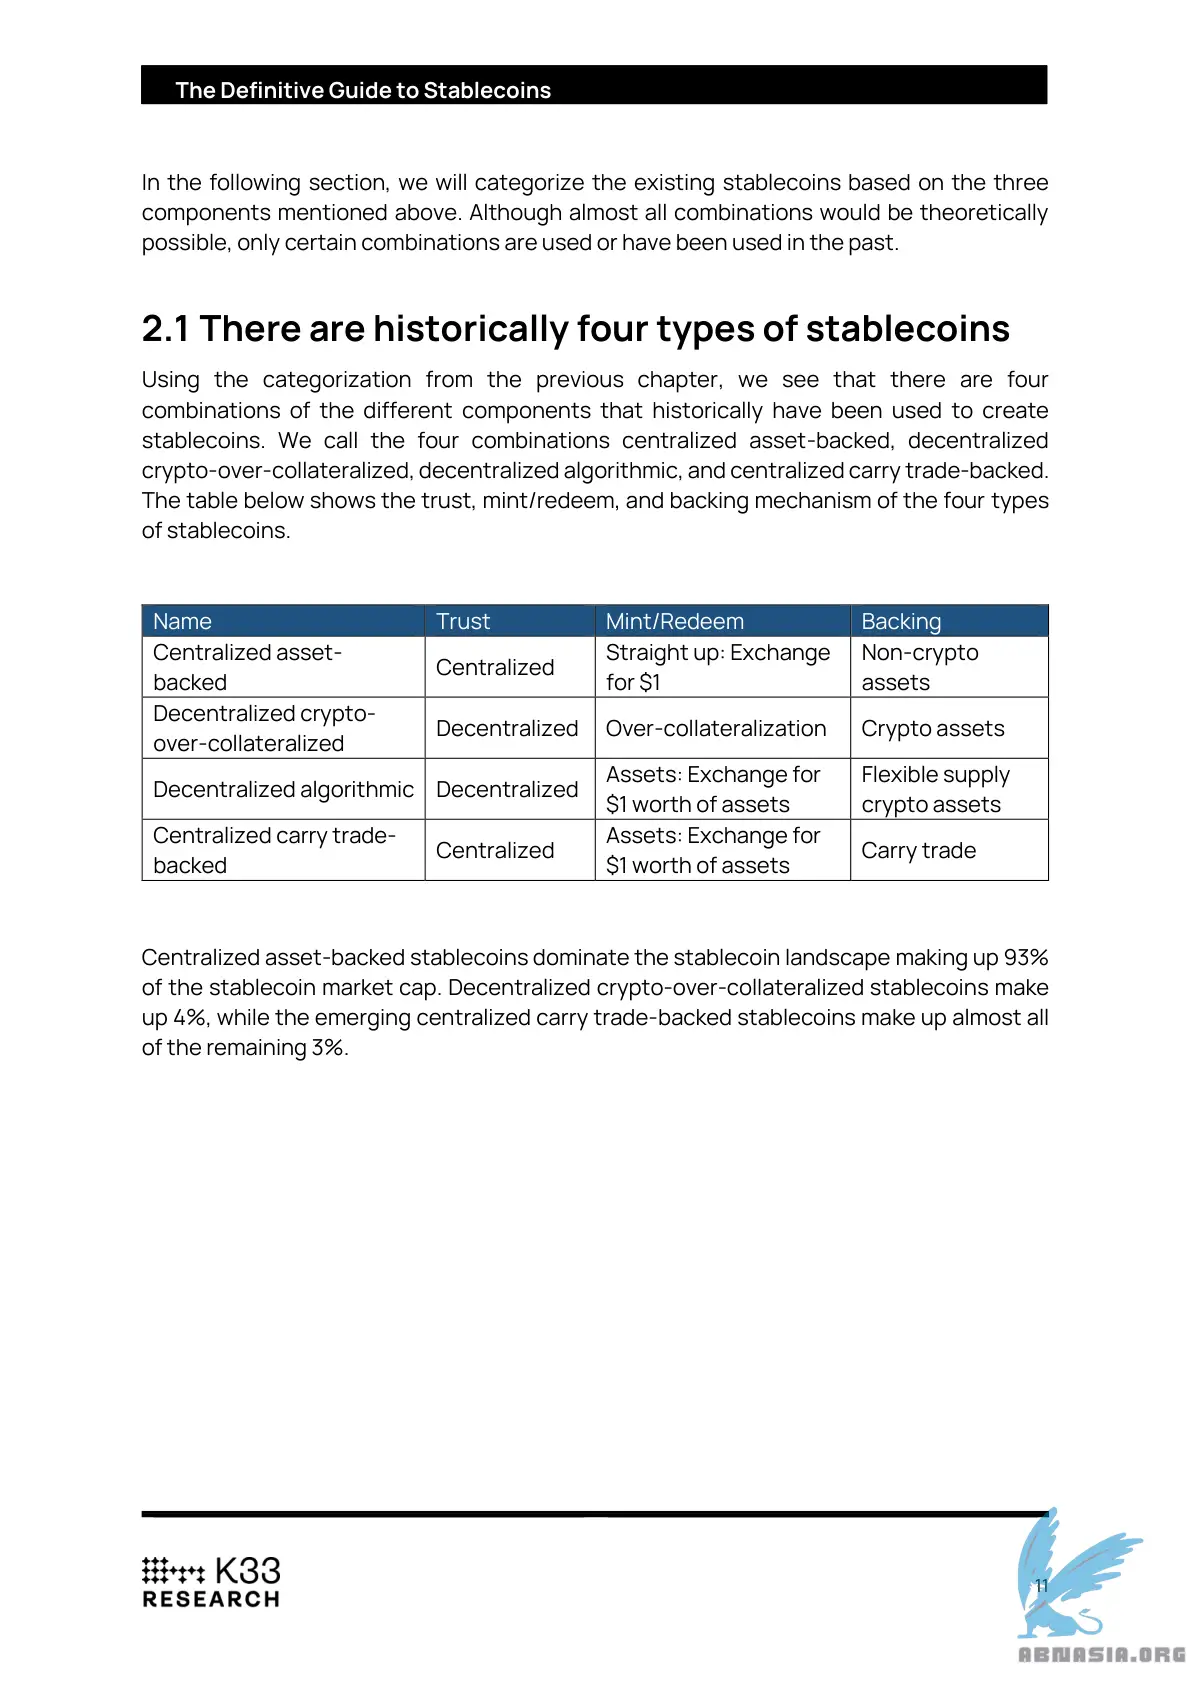 The Definitive Guide to Stablecoins
In the following section, we will categorize the existing stablecoins based on the three
components mentioned above. Although almost all combinations would be theoretically
possible, only certain combinations are used or have been used in the past.
2.1 There are historically four types of stablecoins
Using the categorization from the previous chapter, we see that there are four
combinations of the different components that historically have been used to create
stablecoins. We call the four combinations centralized asset-backed, decentralized
crypto-over-collateralized, decentralized algorithmic, and centralized carry trade-backed.
The table below shows the trust, mint/redeem, and backing mechanism of the four types
of stablecoins.
Name Trust Mint/Redeem Backing
Centralized asset-
backed
Centralized
Straight up: Exchange
for $1
Non-crypto
assets
Decentralized crypto-
over-collateralized
Decentralized
Over-collateralization
Crypto assets
Decentralized algorithmic
Decentralized
Assets: Exchange for
$1 worth of assets
Flexible supply
crypto assets
Centralized carry trade-
backed
Centralized
Assets: Exchange for
$1 worth of assets
Carry trade
Centralized asset-backed stablecoins dominate the stablecoin landscape making up 93%
of the stablecoin market cap. Decentralized crypto-over-collateralized stablecoins make
up 4%, while the emerging centralized carry trade-backed stablecoins make up almost all
of the remaining 3%.
K33
RESEARCH
11
ABNASIA.ORG